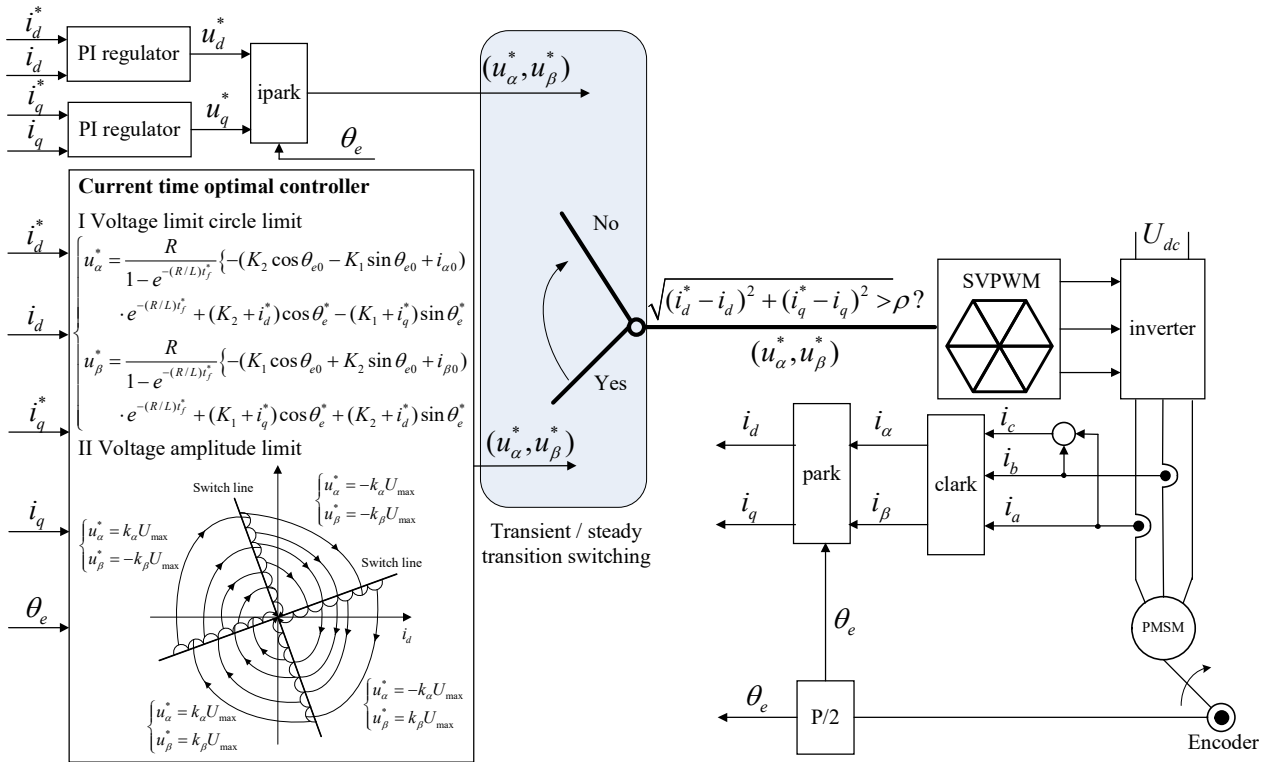 i_d^*
i_d
PI regulator
u_d^*
i_q^*
i_q
PI regulator
u_q^*
ipark
θ_e
(u_α^*, u_β^*)
Current time optimal controller
I Voltage limit circle limit
u_α^* = R / (1 − e^{−(R/L)t_f^*}) {−(K_2 cos θ_{e0} − K_1 sin θ_{e0} + i_{α0})
· e^{−(R/L)t_f^*} + (K_2 + i_d^*) cos θ_e^* − (K_1 + i_q^*) sin θ_e^*
u_β^* = R / (1 − e^{−(R/L)t_f^*}) {−(K_1 cos θ_{e0} + K_2 sin θ_{e0} + i_{β0})
· e^{−(R/L)t_f^*} + (K_1 + i_q^*) cos θ_e^* + (K_2 + i_d^*) sin θ_e^*
II Voltage amplitude limit
i_d^*
i_d
i_q^*
i_q
θ_e
Switch line
u_α^* = −k_α U_max
u_β^* = −k_β U_max
u_α^* = k_α U_max
u_β^* = −k_β U_max
Switch line
i_d
u_α^* = k_α U_max
u_β^* = k_β U_max
u_α^* = −k_α U_max
u_β^* = k_β U_max
(u_α^*, u_β^*)
No
Yes
Transient / steady
transition switching
√((i_d^* − i_d)^2 + (i_q^* − i_q)^2) > ρ?
(u_α^*, u_β^*)
SVPWM
U_dc
inverter
i_d
i_q
park
i_α
i_β
clark
i_c
i_b
i_a
θ_e
PMSM
θ_e
P/2
Encoder